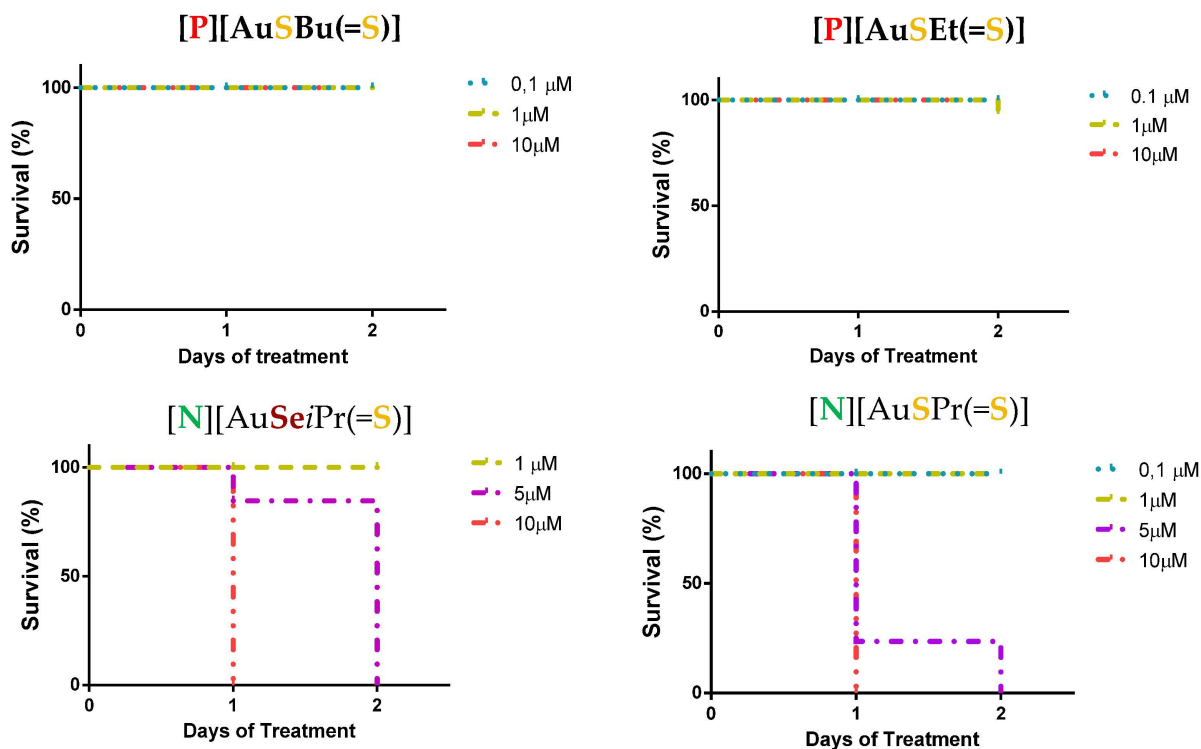 [P][AuSBu(=S)]
100
50
0
0 1 2
Survival (%)
Days of treatment
0,1 μM
1μM
10μM
[P][AuSEt(=S)]
100
50
0
0 1 2
Survival (%)
Days of Treatment
0.1 μM
1μM
10μM
[N][AuSeiPr(=S)]
100
50
0
0 1 2
Survival (%)
Days of Treatment
1 μM
5μM
10μM
[N][AuSPr(=S)]
100
50
0
0 1 2
Survival (%)
Days of Treatment
0,1 μM
1μM
5μM
10μM